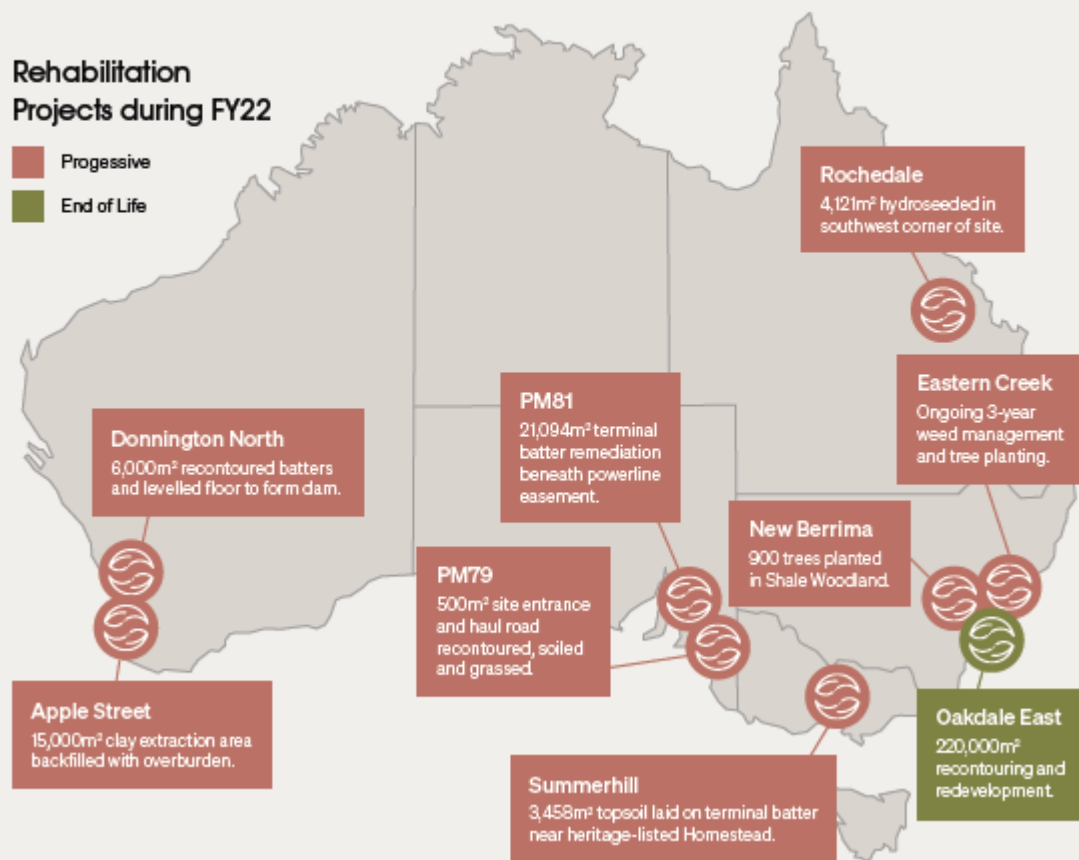 Rehabilitation
Projects during FY22
Progessive
End of Life
Rochedale
4,121m² hydroseeded in
southwest corner of site.
Eastern Creek
Ongoing 3-year
weed management
and tree planting.
PM81
21,094m² terminal
batter remediation
beneath powerline
easement.
Donnington North
6,000m² recontoured batters
and levelled floor to form dam.
New Berrima
900 trees planted
in Shale Woodland.
PM79
500m² site entrance
and haul road
recontoured, soiled
and grassed.
Apple Street
15,000m² clay extraction area
backfilled with overburden.
Oakdale East
220,000m²
recontouring and
redevelopment.
Summerhill
3,458m² topsoil laid on terminal batter
near heritage-listed Homestead.